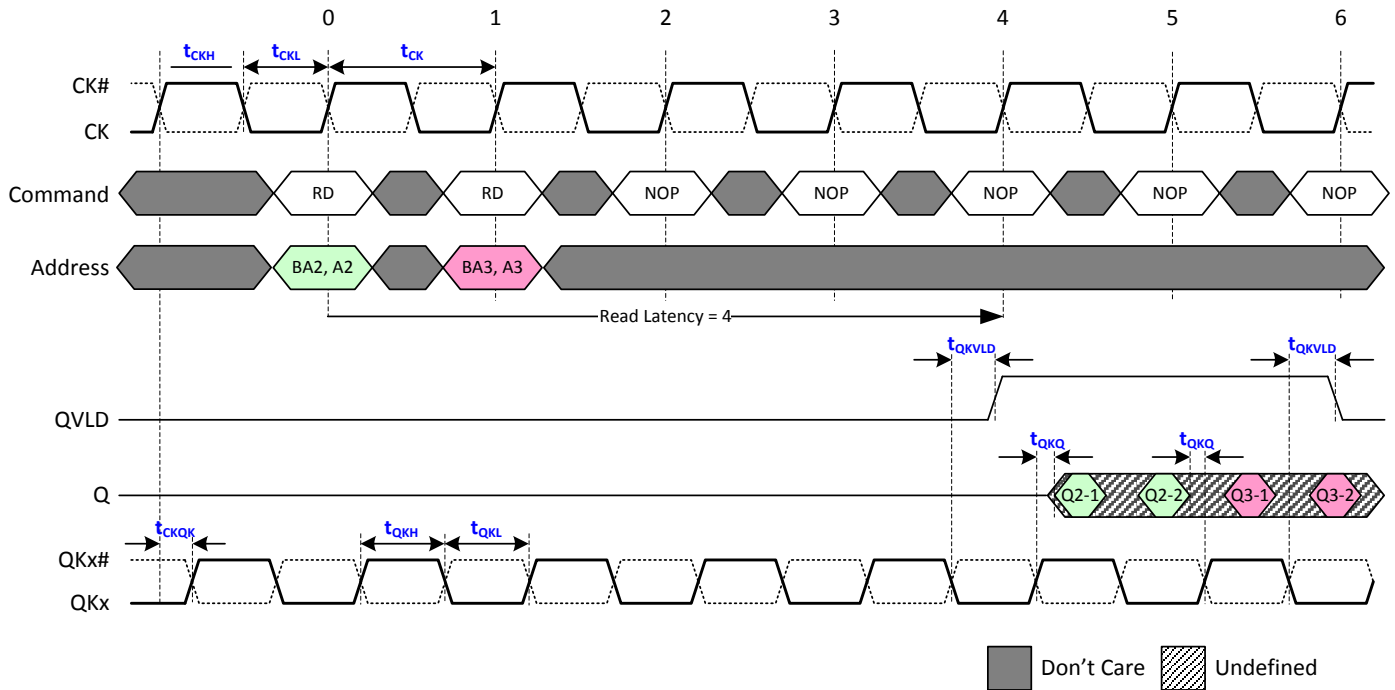 0 1 2 3 4 5 6
tCKH tCKL tCK
CK#
CK
Command RD RD NOP NOP NOP NOP NOP
Address BA2, A2 BA3, A3
Read Latency = 4
tQKVLD tQKVLD
QVLD
tQKQ tQKQ
Q Q2-1 Q2-2 Q3-1 Q3-2
tCKQK tQKH tQKL
QKx#
QKx
Don't Care Undefined